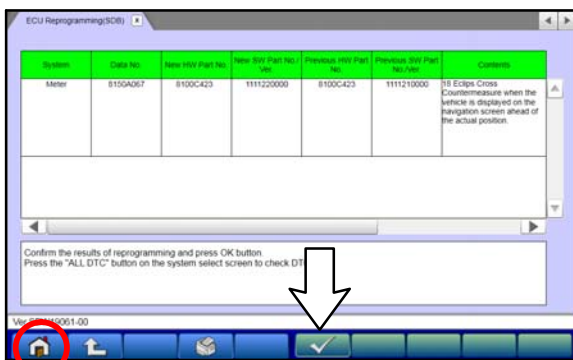 ECU Reprogramming(SDB) x
System Data No. New HW Part No. New SW Part No./Ver. Previous HW Part No. Previous SW Part No./Ver. Contents
Meter 8150A067 8100C423 1111220000 8100C423 1111210000 18 Eclips Cross
Countermeasure when the
vehicle is displayed on the
navigation screen ahead of
the actual position.
Confirm the results of reprogramming and press OK button.
Press the "ALL DTC" button on the system select screen to check